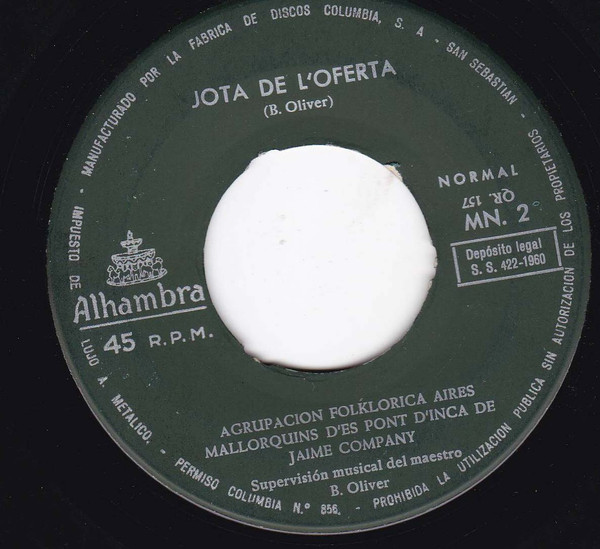 MANUFACTURADO POR LA FABRICA DE DISCOS COLUMBIA, S. A - SAN SEBASTIAN -
JOTA DE L'OFERTA
(B. Oliver)
NORMAL
QR. 157
MN. 2
Depósito legal
S. S. 422-1960
Alhambra
45 R.P.M.
AGRUPACION FOLKLORICA AIRES
MALLORQUINS D'ES PONT D'INCA DE
JAIME COMPANY
Supervisión musical del maestro
B. Oliver
IMPUESTO DE LUJO A. METALICO. - PERMISO COLUMBIA N.º 856. - PROHIBIDA LA UTILIZACION PUBLICA SIN AUTORIZACION DE LOS PROPIETARIOS